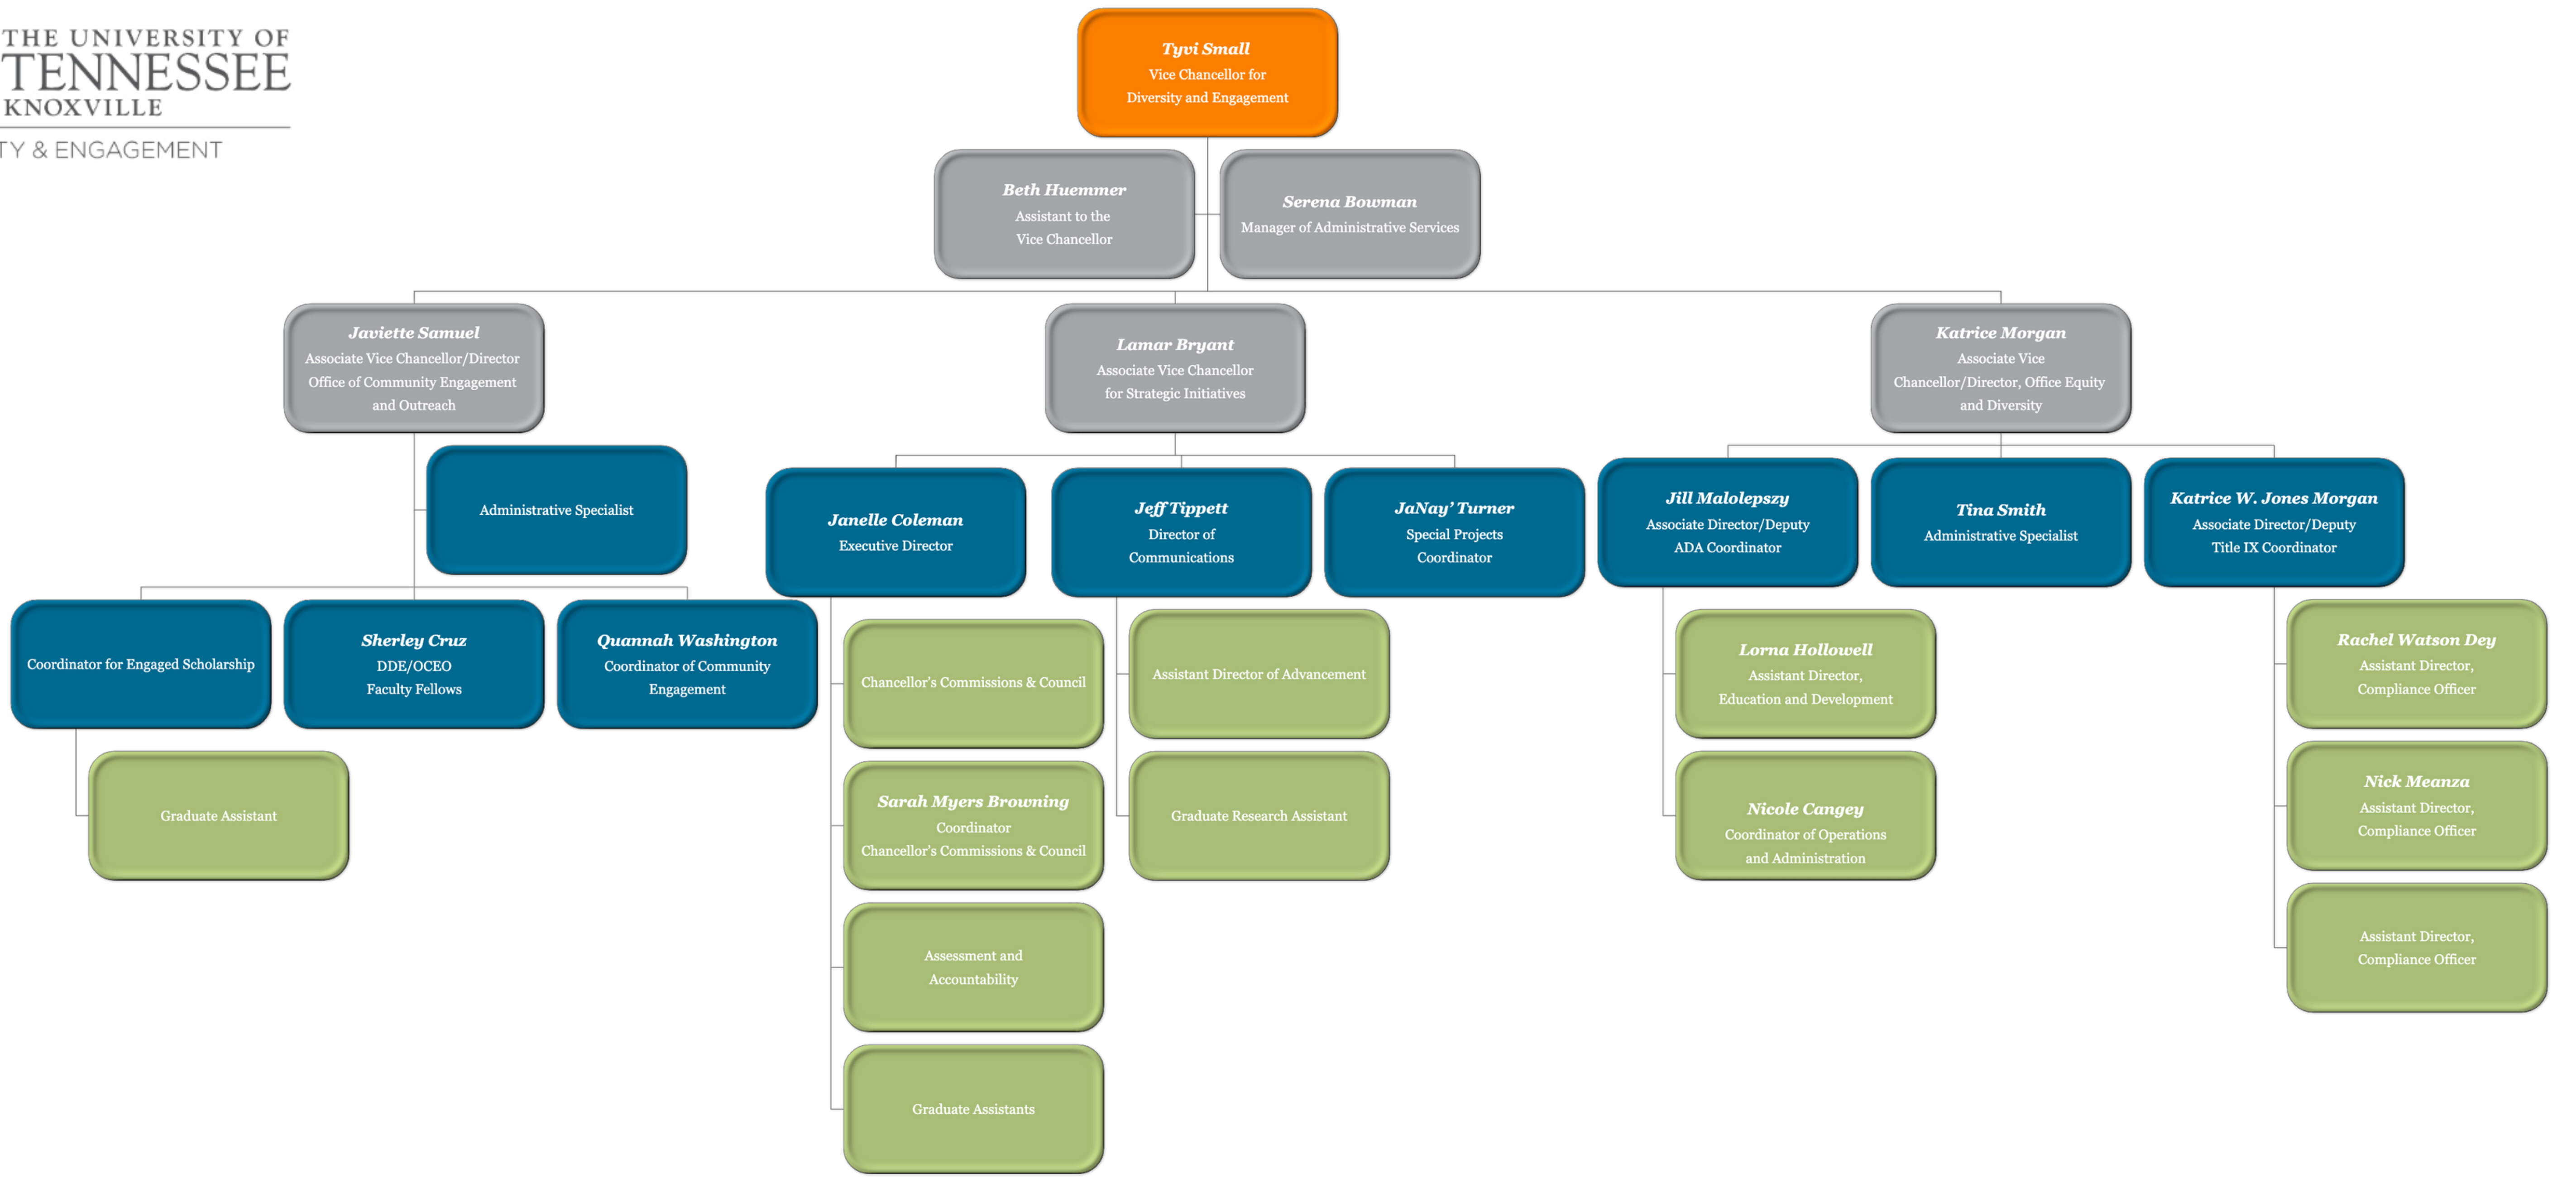 THE UNIVERSITY OF
TENNESSEE
KNOXVILLE
& ENGAGEMENT
Tyvi Small
Vice Chancellor for
Diversity and Engagement
Beth Huemmer
Assistant to the
Vice Chancellor
Serena Bowman
Manager of Administrative Services
Javiette Samuel
Associate Vice Chancellor/Director
Office of Community Engagement
and Outreach
Lamar Bryant
Associate Vice Chancellor
for Strategic Initiatives
Katrice Morgan
Associate Vice
Chancellor/Director, Office Equity
and Diversity
Administrative Specialist
Janelle Coleman
Executive Director
Jeff Tippett
Director of
Communications
JaNay’ Turner
Special Projects
Coordinator
Jill Malolepszy
Associate Director/Deputy
ADA Coordinator
Tina Smith
Administrative Specialist
Katrice W. Jones Morgan
Associate Director/Deputy
Title IX Coordinator
Coordinator for Engaged Scholarship
Sherley Cruz
DDE/OCEO
Faculty Fellows
Quannah Washington
Coordinator of Community
Engagement
Graduate Assistant
Chancellor's Commissions & Council
Sarah Myers Browning
Coordinator
Chancellor's Commissions & Council
Assessment and
Accountability
Graduate Assistants
Assistant Director of Advancement
Graduate Research Assistant
Lorna Hollowell
Assistant Director,
Education and Development
Nicole Cangey
Coordinator of Operations
and Administration
Rachel Watson Dey
Assistant Director,
Compliance Officer
Nick Meanza
Assistant Director,
Compliance Officer
Assistant Director,
Compliance Officer